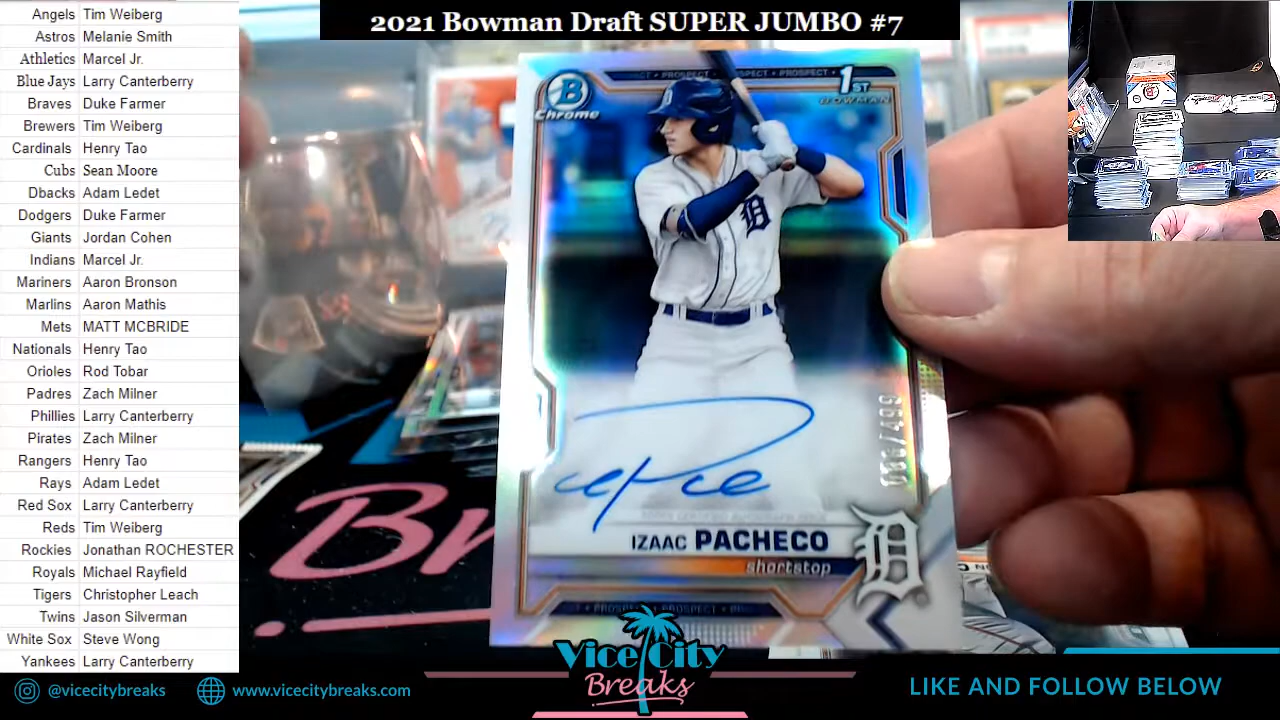 2021 Bowman Draft SUPER JUMBO #7
Angels Tim Weiberg
Astros Melanie Smith
Athletics Marcel Jr.
Blue Jays Larry Canterberry
Braves Duke Farmer
Brewers Tim Weiberg
Cardinals Henry Tao
Cubs Sean Moore
Dbacks Adam Ledet
Dodgers Duke Farmer
Giants Jordan Cohen
Indians Marcel Jr.
Mariners Aaron Bronson
Marlins Aaron Mathis
Mets MATT MCBRIDE
Nationals Henry Tao
Orioles Rod Tobar
Padres Zach Milner
Phillies Larry Canterberry
Pirates Zach Milner
Rangers Henry Tao
Rays Adam Ledet
Red Sox Larry Canterberry
Reds Tim Weiberg
Rockies Jonathan ROCHESTER
Royals Michael Rayfield
Tigers Christopher Leach
Twins Jason Silverman
White Sox Steve Wong
Yankees Larry Canterberry
PROSPECT • PROSPECT
B
Chrome
1ST
BOWMAN
D
/499
IZAAC PACHECO
shortstop
D
PROSPECT • PROSPECT
Vice City
Breaks
@vicecitybreaks
www.vicecitybreaks.com
LIKE AND FOLLOW BELOW